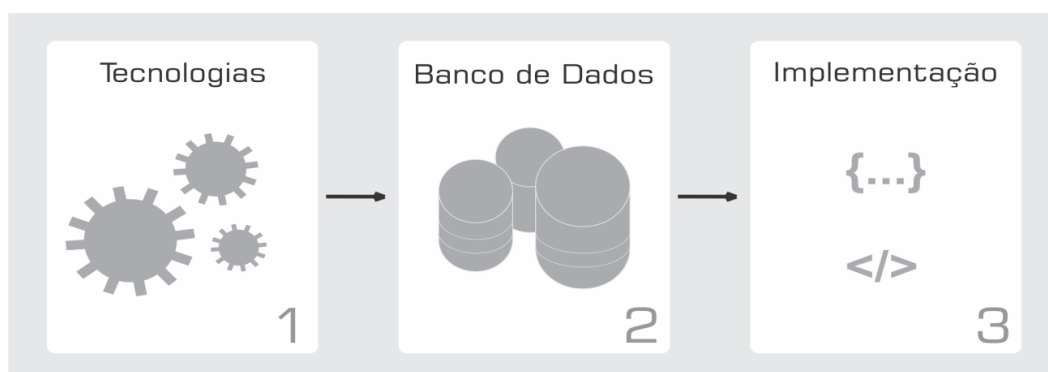 Tecnologias
Banco de Dados
Implementação
{...}
</>
1
2
3